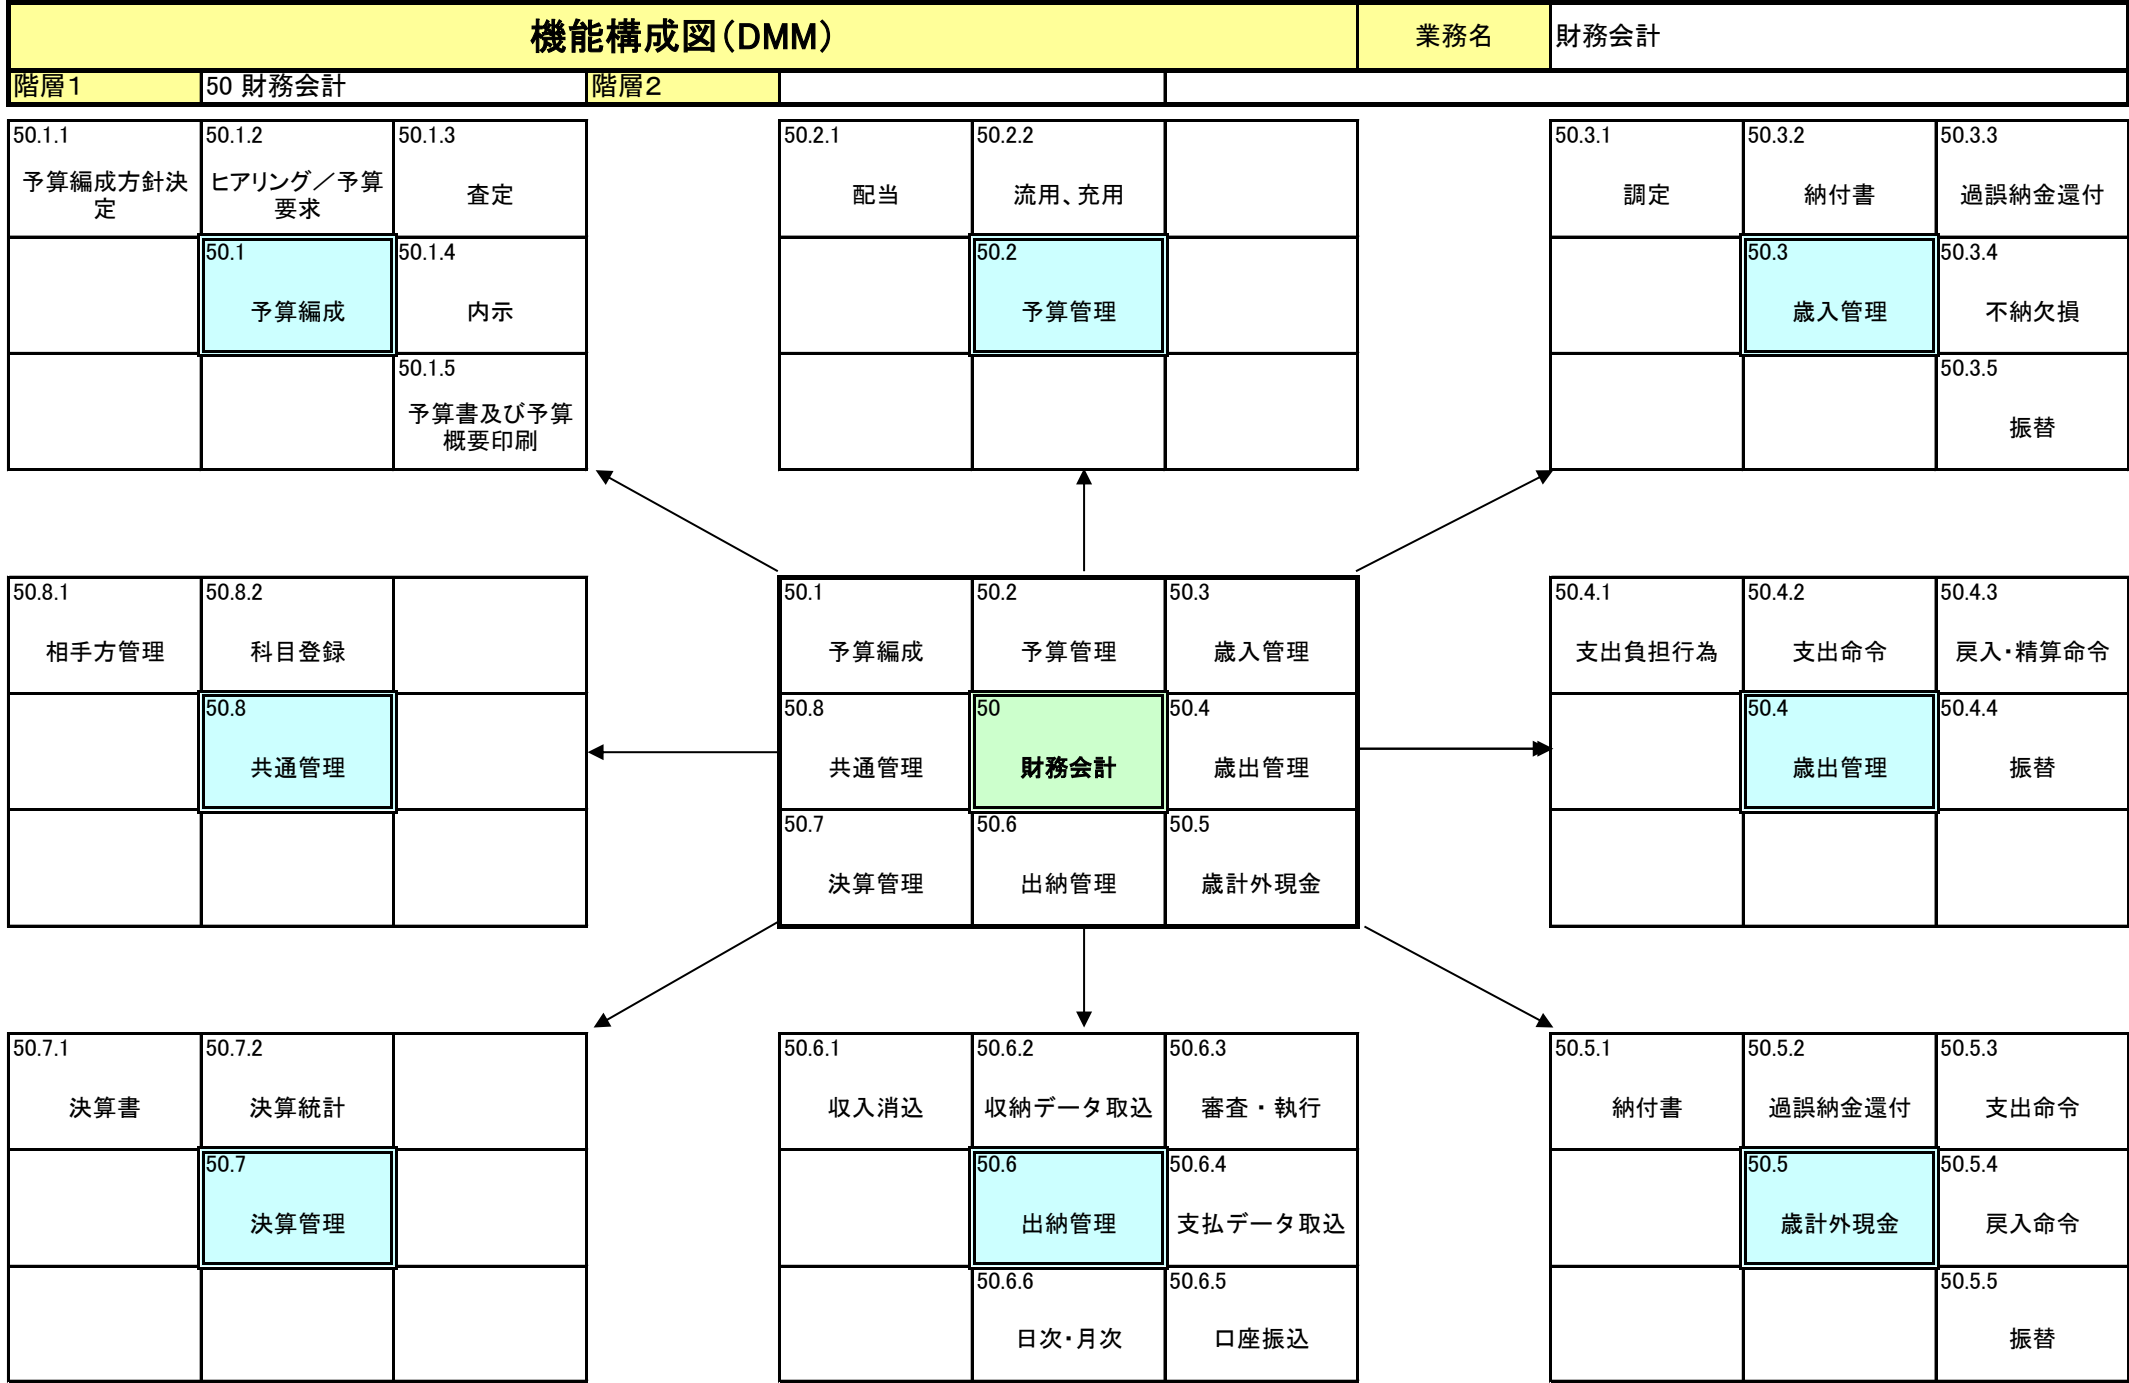 機能構成図（DMM）
業務名
財務会計
階層1
50 財務会計
階層2
50.1.1
予算編成方針決
定
50.1.2
ヒアリング／予算
要求
50.1.3
査定
50.1
予算編成
50.1.4
内示
50.1.5
予算書及び予算
概要印刷
50.2.1
配当
50.2.2
流用、充用
50.2
予算管理
50.3.1
調定
50.3.2
納付書
50.3.3
過誤納金還付
50.3
歳入管理
50.3.4
不納欠損
50.3.5
振替
50.8.1
相手方管理
50.8.2
科目登録
50.8
共通管理
50.1
予算編成
50.2
予算管理
50.3
歳入管理
50.8
共通管理
50
財務会計
50.4
歳出管理
50.7
決算管理
50.6
出納管理
50.5
歳計外現金
50.4.1
支出負担行為
50.4.2
支出命令
50.4.3
戻入・精算命令
50.4
歳出管理
50.4.4
振替
50.7.1
決算書
50.7.2
決算統計
50.7
決算管理
50.6.1
収入消込
50.6.2
収納データ取込
50.6.3
審査・執行
50.6
出納管理
50.6.4
支払データ取込
50.6.6
日次・月次
50.6.5
口座振込
50.5.1
納付書
50.5.2
過誤納金還付
50.5.3
支出命令
50.5
歳計外現金
50.5.4
戻入命令
50.5.5
振替